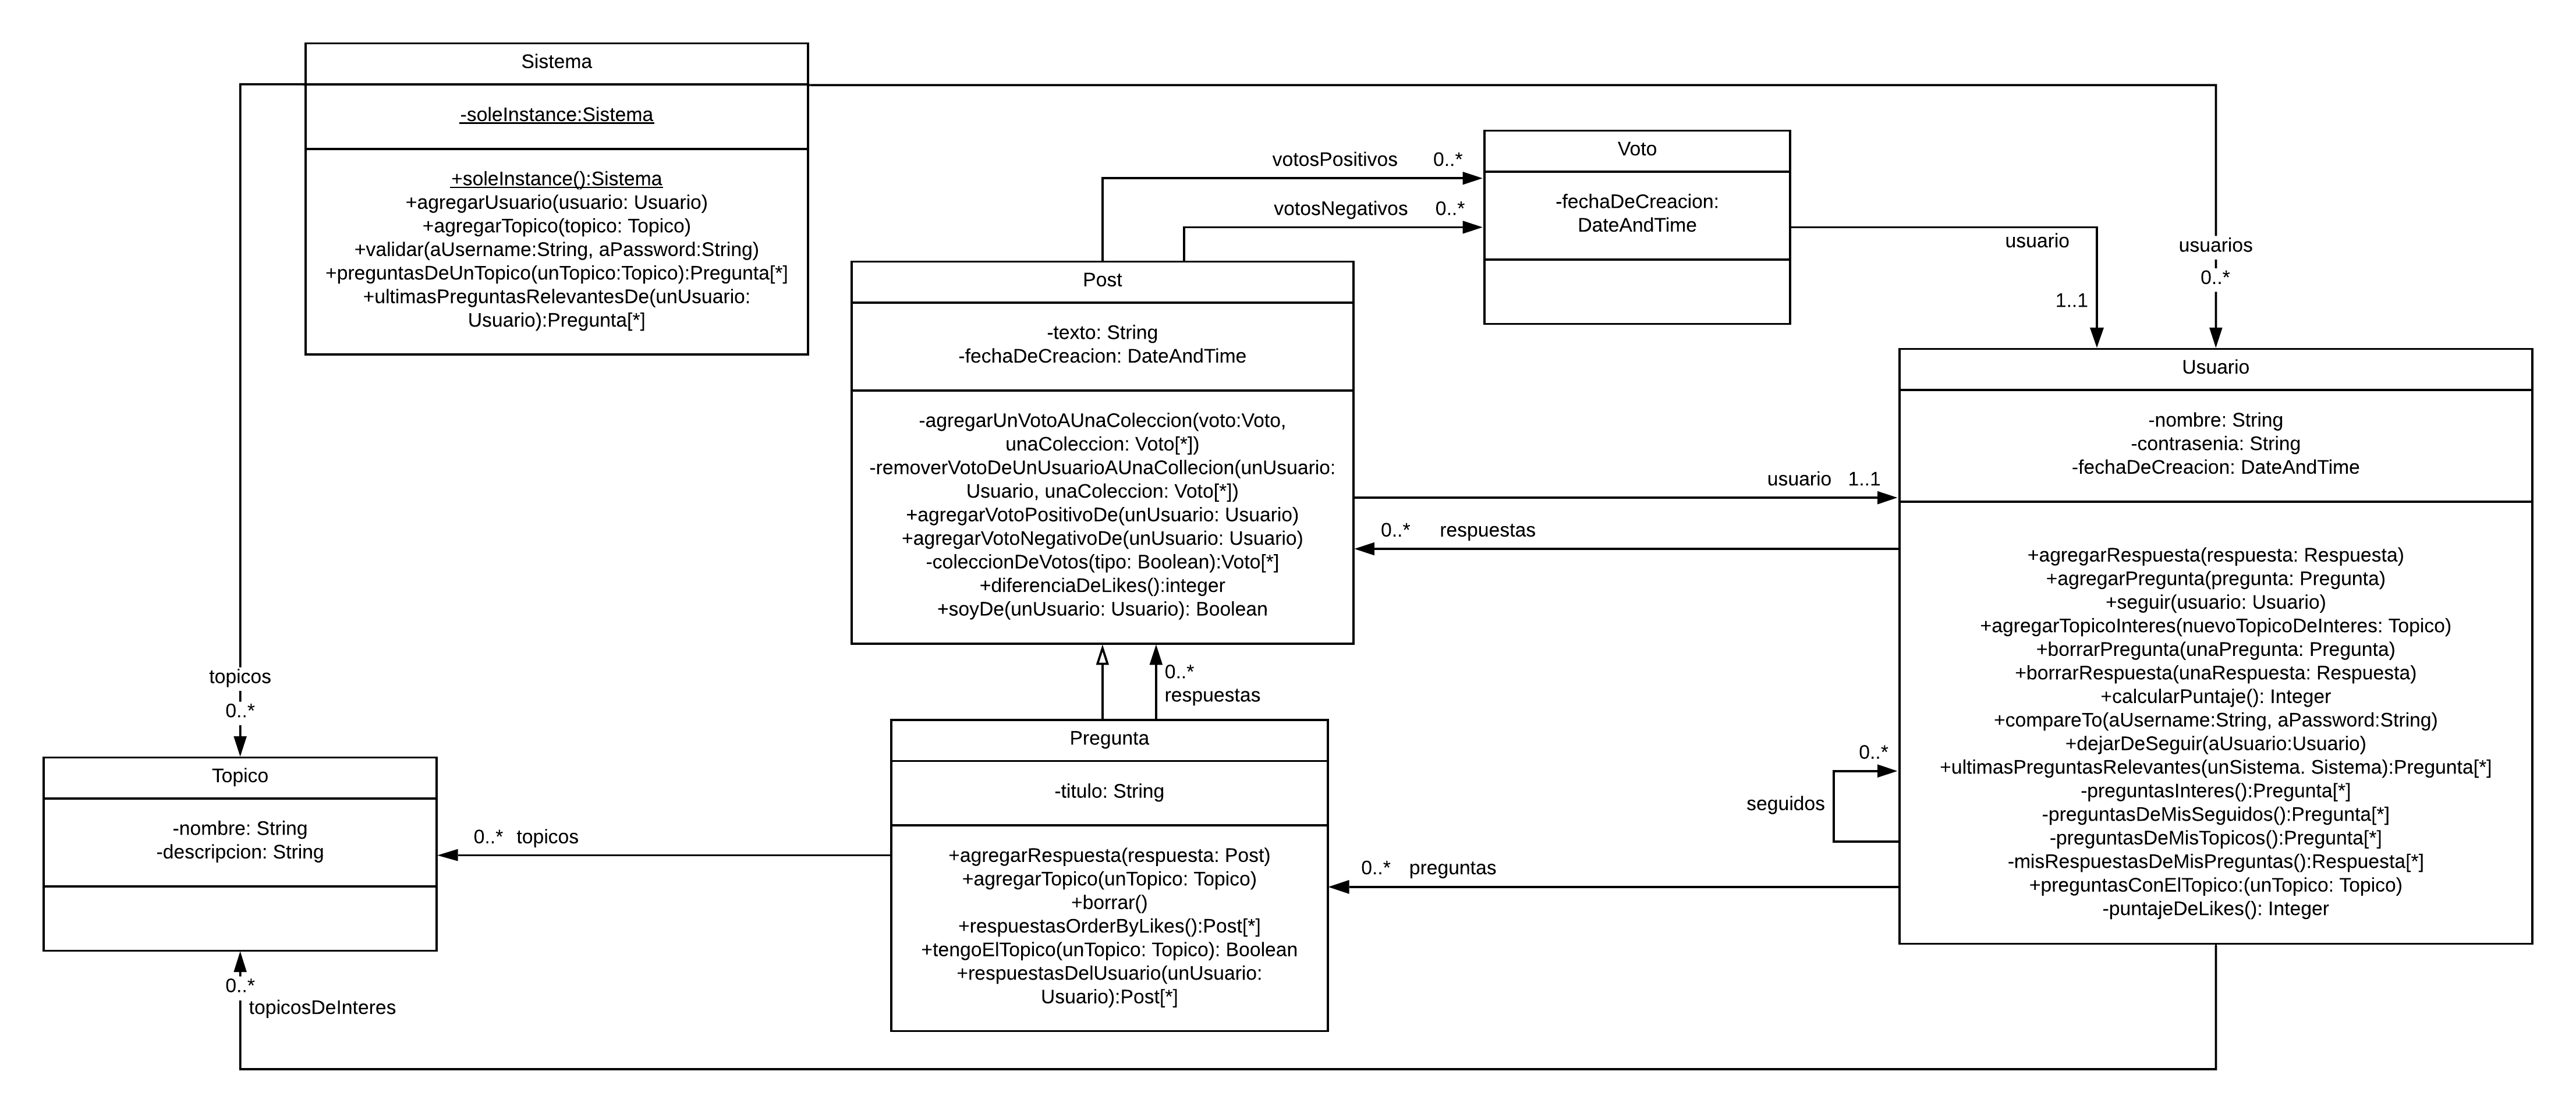 Sistema
-soleInstance:Sistema
+soleInstance():Sistema
+agregarUsuario(usuario: Usuario)
+agregarTopico(topico: Topico)
+validar(aUsername:String, aPassword:String)
+preguntasDeUnTopico(unTopico:Topico):Pregunta[*]
+ultimasPreguntasRelevantesDe(unUsuario:
Usuario):Pregunta[*]
votosPositivos 0..*
votosNegativos 0..*
Voto
-fechaDeCreacion:
DateAndTime
usuario
1..1
usuarios
0..*
Post
-texto: String
-fechaDeCreacion: DateAndTime
-agregarUnVotoAUnaColeccion(voto:Voto,
unaColeccion: Voto[*])
-removerVotoDeUnUsuarioAUnaCollecion(unUsuario:
Usuario, unaColeccion: Voto[*])
+agregarVotoPositivoDe(unUsuario: Usuario)
+agregarVotoNegativoDe(unUsuario: Usuario)
-coleccionDeVotos(tipo: Boolean):Voto[*]
+diferenciaDeLikes():integer
+soyDe(unUsuario: Usuario): Boolean
usuario 1..1
0..* respuestas
Usuario
-nombre: String
-contrasenia: String
-fechaDeCreacion: DateAndTime
+agregarRespuesta(respuesta: Respuesta)
+agregarPregunta(pregunta: Pregunta)
+seguir(usuario: Usuario)
+agregarTopicoInteres(nuevoTopicoDeInteres: Topico)
+borrarPregunta(unaPregunta: Pregunta)
+borrarRespuesta(unaRespuesta: Respuesta)
+calcularPuntaje(): Integer
+compareTo(aUsername:String, aPassword:String)
+dejarDeSeguir(aUsuario:Usuario)
+ultimasPreguntasRelevantes(unSistema. Sistema):Pregunta[*]
-preguntasInteres():Pregunta[*]
-preguntasDeMisSeguidos():Pregunta[*]
-preguntasDeMisTopicos():Pregunta[*]
-misRespuestasDeMisPreguntas():Respuesta[*]
+preguntasConElTopico:(unTopico: Topico)
-puntajeDeLikes(): Integer
0..*
seguidos
0..* preguntas
0..*
respuestas
Pregunta
-titulo: String
+agregarRespuesta(respuesta: Post)
+agregarTopico(unTopico: Topico)
+borrar()
+respuestasOrderByLikes():Post[*]
+tengoElTopico(unTopico: Topico): Boolean
+respuestasDelUsuario(unUsuario:
Usuario):Post[*]
topicos
0..*
Topico
-nombre: String
-descripcion: String
0..* topicos
0..*
topicosDeInteres